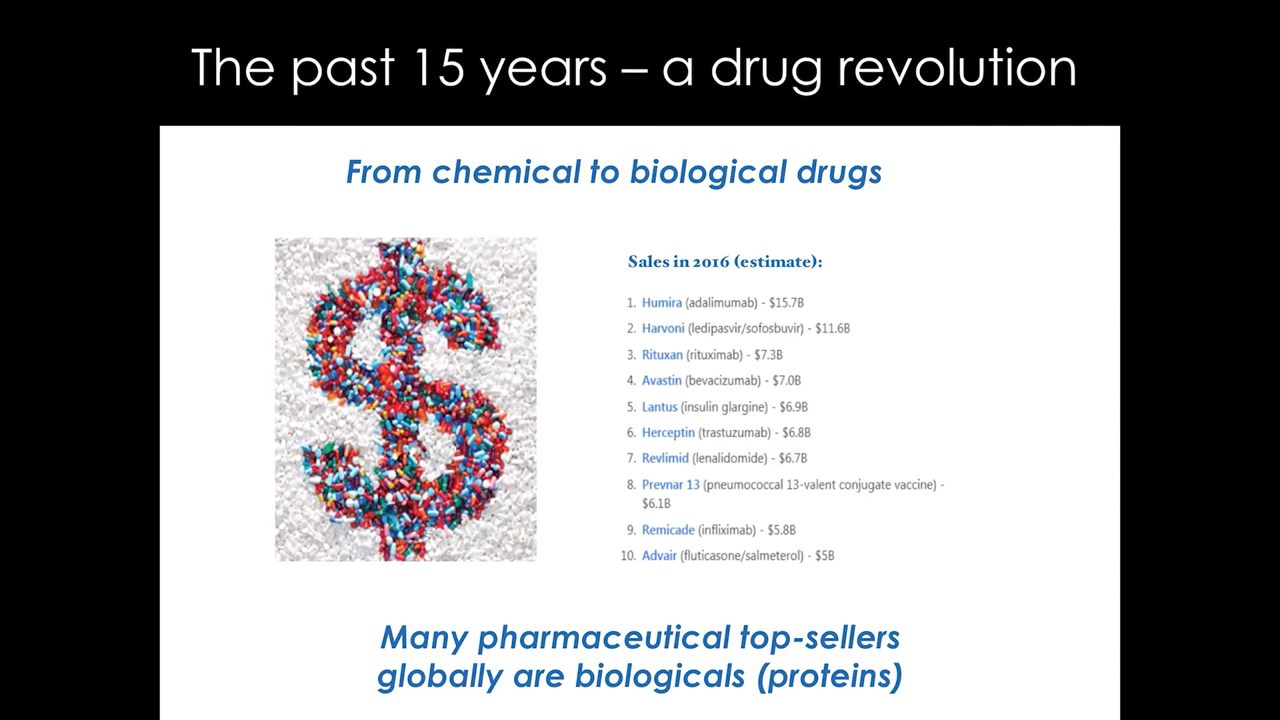 The past 15 years – a drug revolution
From chemical to biological drugs
Sales in 2016 (estimate):
1. Humira (adalimumab) - $15.7B
2. Harvoni (ledipasvir/sofosbuvir) - $11.6B
3. Rituxan (rituximab) - $7.3B
4. Avastin (bevacizumab) - $7.0B
5. Lantus (insulin glargine) - $6.9B
6. Herceptin (trastuzumab) - $6.8B
7. Revlimid (lenalidomide) - $6.7B
8. Prevnar 13 (pneumococcal 13-valent conjugate vaccine) -
$6.1B
9. Remicade (infliximab) - $5.8B
10. Advair (fluticasone/salmeterol) - $5B
Many pharmaceutical top-sellers
globally are biologicals (proteins)